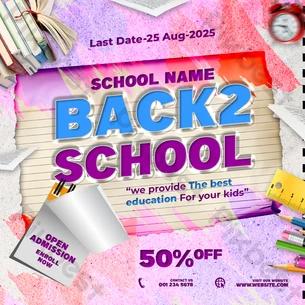 Last Date-25 Aug-2025
SCHOOL NAME
BACK2
SCHOOL
“we provide The best
education For your kids”
OPEN
ADMISSION
ENROLL
NOW
50% OFF
CONTACT US
001 234 5678
VISIT OUR WEBSITE
WWW.WEBSITE.COM